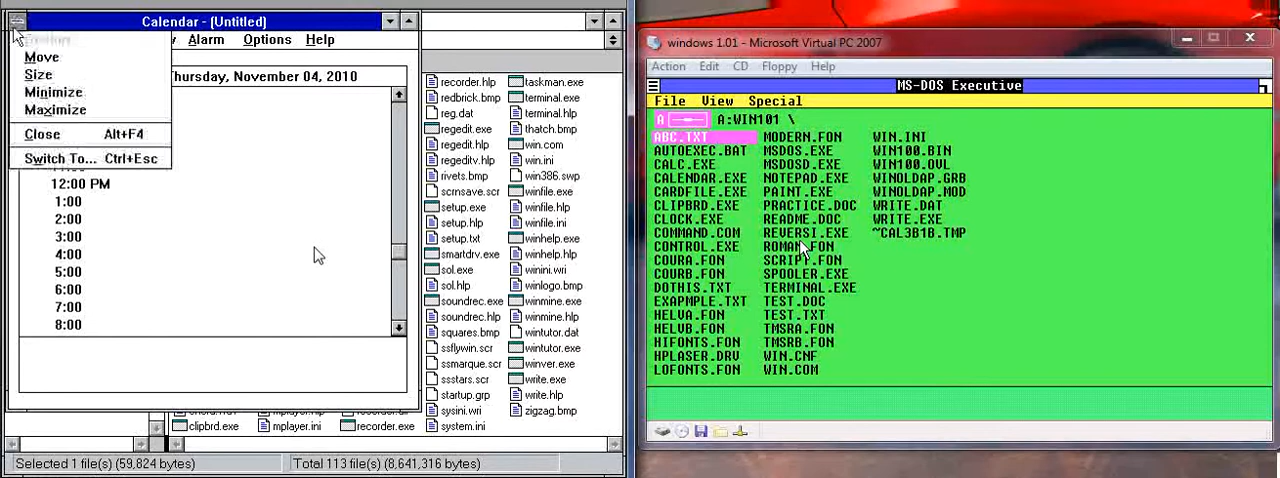 Calendar - (Untitled)
Alarm Options Help
Move
Size
Minimize
Maximize
Close Alt+F4
Switch To... Ctrl+Esc
Thursday, November 04, 2010
12:00 PM
1:00
2:00
3:00
4:00
5:00
6:00
7:00
8:00
recorder.hlp
redbrick.bmp
reg.dat
regedit.exe
regedit.hlp
regeditv.hlp
rivets.bmp
scrnsave.scr
setup.exe
setup.hlp
setup.txt
smartdrv.exe
sol.exe
sol.hlp
soundrec.exe
soundrec.hlp
squares.bmp
ssflywin.scr
ssmarque.scr
ssstars.scr
startup.grp
sysini.wri
system.ini
taskman.exe
terminal.exe
terminal.hlp
thatch.bmp
win.com
win.ini
win386.swp
winfile.exe
winfile.hlp
winfile.ini
winhelp.exe
winhelp.hlp
winini.wri
winlogo.bmp
winmine.exe
winmine.hlp
wintutor.dat
wintutor.exe
winver.exe
write.exe
write.hlp
zigzag.bmp
clipbrd.exe
mplayer.ini
recorder.exe
Selected 1 file(s) (59,824 bytes)
Total 113 file(s) (8,641,316 bytes)
windows 1.01 - Microsoft Virtual PC 2007
Action Edit CD Floppy Help
MS-DOS Executive
File View Special
A A:WIN101 \
ABC.TXT MODERN.FON WIN.INI
AUTOEXEC.BAT MSDOS.EXE WIN100.BIN
CALC.EXE MSDOSD.EXE WIN100.OVL
CALENDAR.EXE NOTEPAD.EXE WINOLDAP.GRB
CARDFILE.EXE PAINT.EXE WINOLDAP.MOD
CLIPBRD.EXE PRACTICE.DOC WRITE.DAT
CLOCK.EXE README.DOC WRITE.EXE
COMMAND.COM REVERSI.EXE ~CAL3B1B.TMP
CONTROL.EXE ROMAN.FON
COURA.FON SCRIPT.FON
COURB.FON SPOOLER.EXE
DOTHIS.TXT TERMINAL.EXE
EXAPMPLE.TXT TEST.DOC
HELVA.FON TEST.TXT
HELVB.FON TMSRA.FON
HIFONTS.FON TMSRB.FON
HPLASER.DRV WIN.CNF
LOFONTS.FON WIN.COM